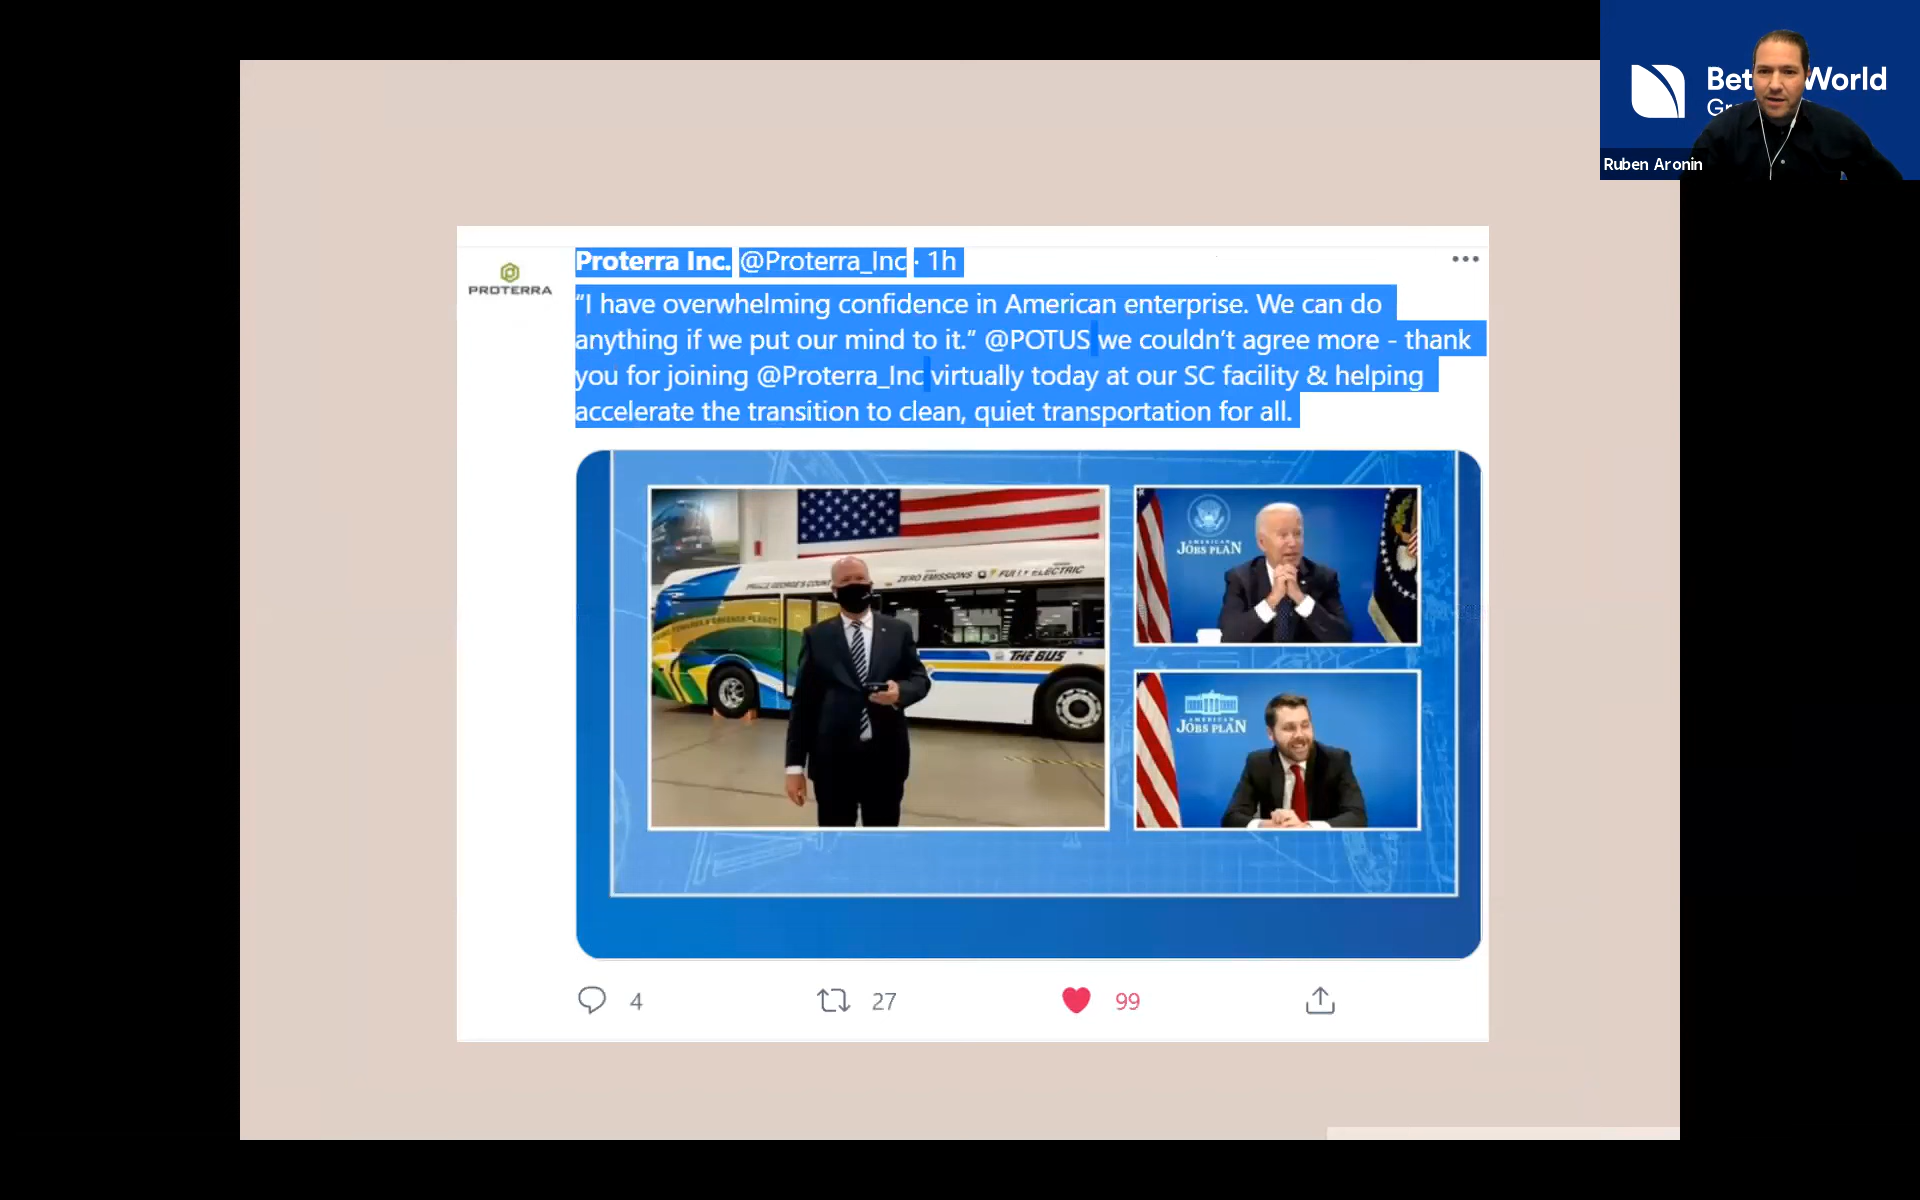 Better World
Ruben Aronin
PROTERRA
Proterra Inc. @Proterra_Inc · 1h
“I have overwhelming confidence in American enterprise. We can do
anything if we put our mind to it.” @POTUS we couldn’t agree more - thank
you for joining @Proterra_Inc virtually today at our SC facility & helping
accelerate the transition to clean, quiet transportation for all.
ZERO EMISSIONS FULLY ELECTRIC
THE BUS
AMERICAN
JOBS PLAN
AMERICAN
JOBS PLAN
4
27
99